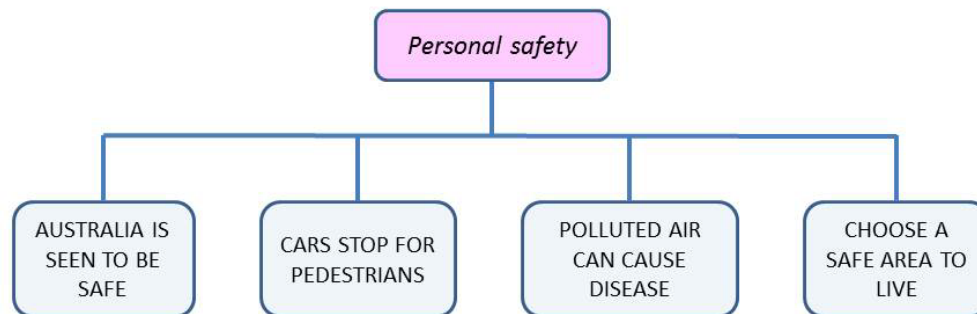 Personal safety
AUSTRALIA IS
SEEN TO BE
SAFE
CARS STOP FOR
PEDESTRIANS
POLLUTED AIR
CAN CAUSE
DISEASE
CHOOSE A
SAFE AREA TO
LIVE